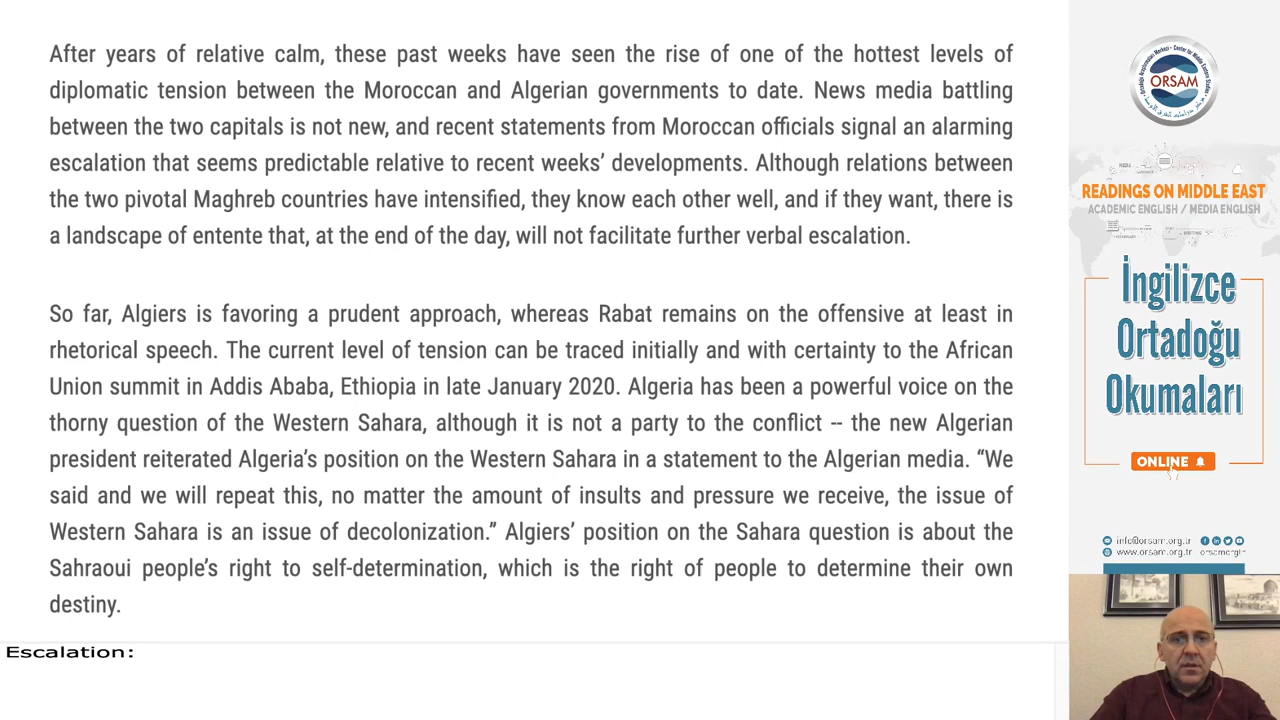 After years of relative calm, these past weeks have seen the rise of one of the hottest levels of
diplomatic tension between the Moroccan and Algerian governments to date. News media battling
between the two capitals is not new, and recent statements from Moroccan officials signal an alarming
escalation that seems predictable relative to recent weeks’ developments. Although relations between
the two pivotal Maghreb countries have intensified, they know each other well, and if they want, there is
a landscape of entente that, at the end of the day, will not facilitate further verbal escalation.
So far, Algiers is favoring a prudent approach, whereas Rabat remains on the offensive at least in
rhetorical speech. The current level of tension can be traced initially and with certainty to the African
Union summit in Addis Ababa, Ethiopia in late January 2020. Algeria has been a powerful voice on the
thorny question of the Western Sahara, although it is not a party to the conflict -- the new Algerian
president reiterated Algeria’s position on the Western Sahara in a statement to the Algerian media. “We
said and we will repeat this, no matter the amount of insults and pressure we receive, the issue of
Western Sahara is an issue of decolonization.” Algiers’ position on the Sahara question is about the
Sahraoui people’s right to self-determination, which is the right of people to determine their own
destiny.
Escalation:
ORSAM
READINGS ON MIDDLE EAST
ACADEMIC ENGLISH / MEDIA ENGLISH
İngilizce
Ortadoğu
Okumaları
ONLINE
info@orsam.org.tr
www.orsam.org.tr orsamorgtr